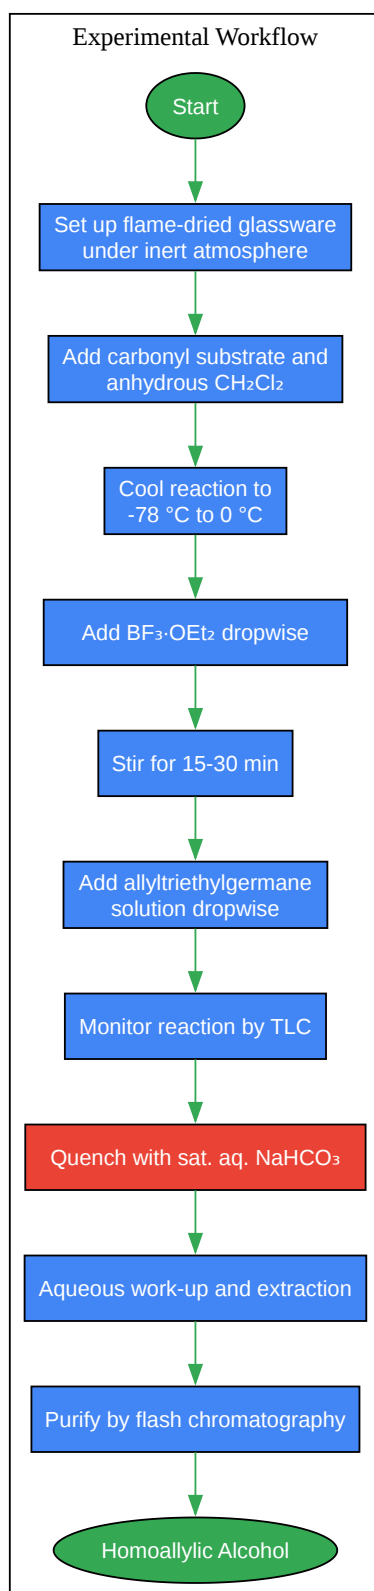 Experimental Workflow
Start
Set up flame-dried glassware
under inert atmosphere
Add carbonyl substrate and
anhydrous CH₂Cl₂
Cool reaction to
-78 °C to 0 °C
Add BF₃·OEt₂ dropwise
Stir for 15-30 min
Add allyltriethylgermane
solution dropwise
Monitor reaction by TLC
Quench with sat. aq. NaHCO₃
Aqueous work-up and extraction
Purify by flash chromatography
Homoallylic Alcohol